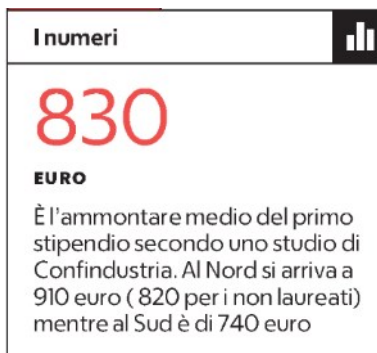 I numeri
830
EURO
È l'ammontare medio del primo
stipendio secondo uno studio di
Confindustria. Al Nord si arriva a
910 euro ( 820 per i non laureati)
mentre al Sud è di 740 euro